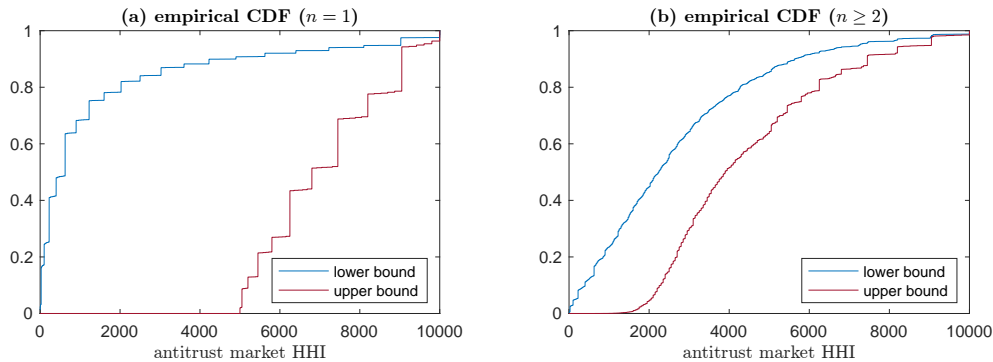 (a) empirical CDF (n = 1)
1
0.8
0.6
0.4
0.2
0
0 2000 4000 6000 8000 10000
antitrust market HHI
lower bound
upper bound
(b) empirical CDF (n ≥ 2)
1
0.8
0.6
0.4
0.2
0
0 2000 4000 6000 8000 10000
antitrust market HHI
lower bound
upper bound